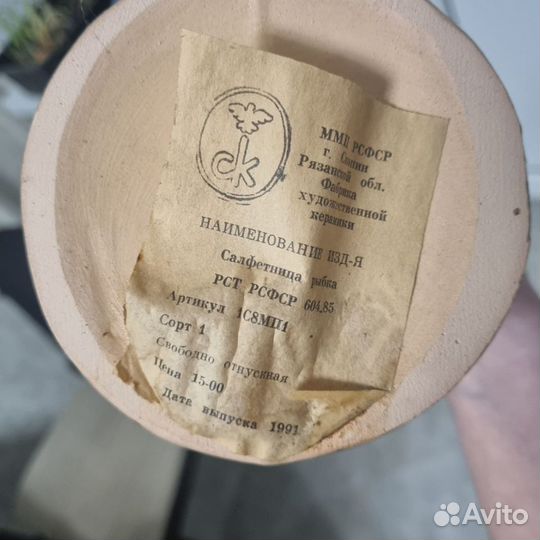 ск
ММП РСФСР
г. Скопин
Рязанской обл.
Фабрика
художественной
керамики
НАИМЕНОВАНИЕ ИЗД-Я
Салфетница рыбка
РСТ РСФСР 604.85
Артикул 1С8МП1
Сорт 1
Свободно отпускная
Цена 15-00
Дата выпуска 1991
Avito